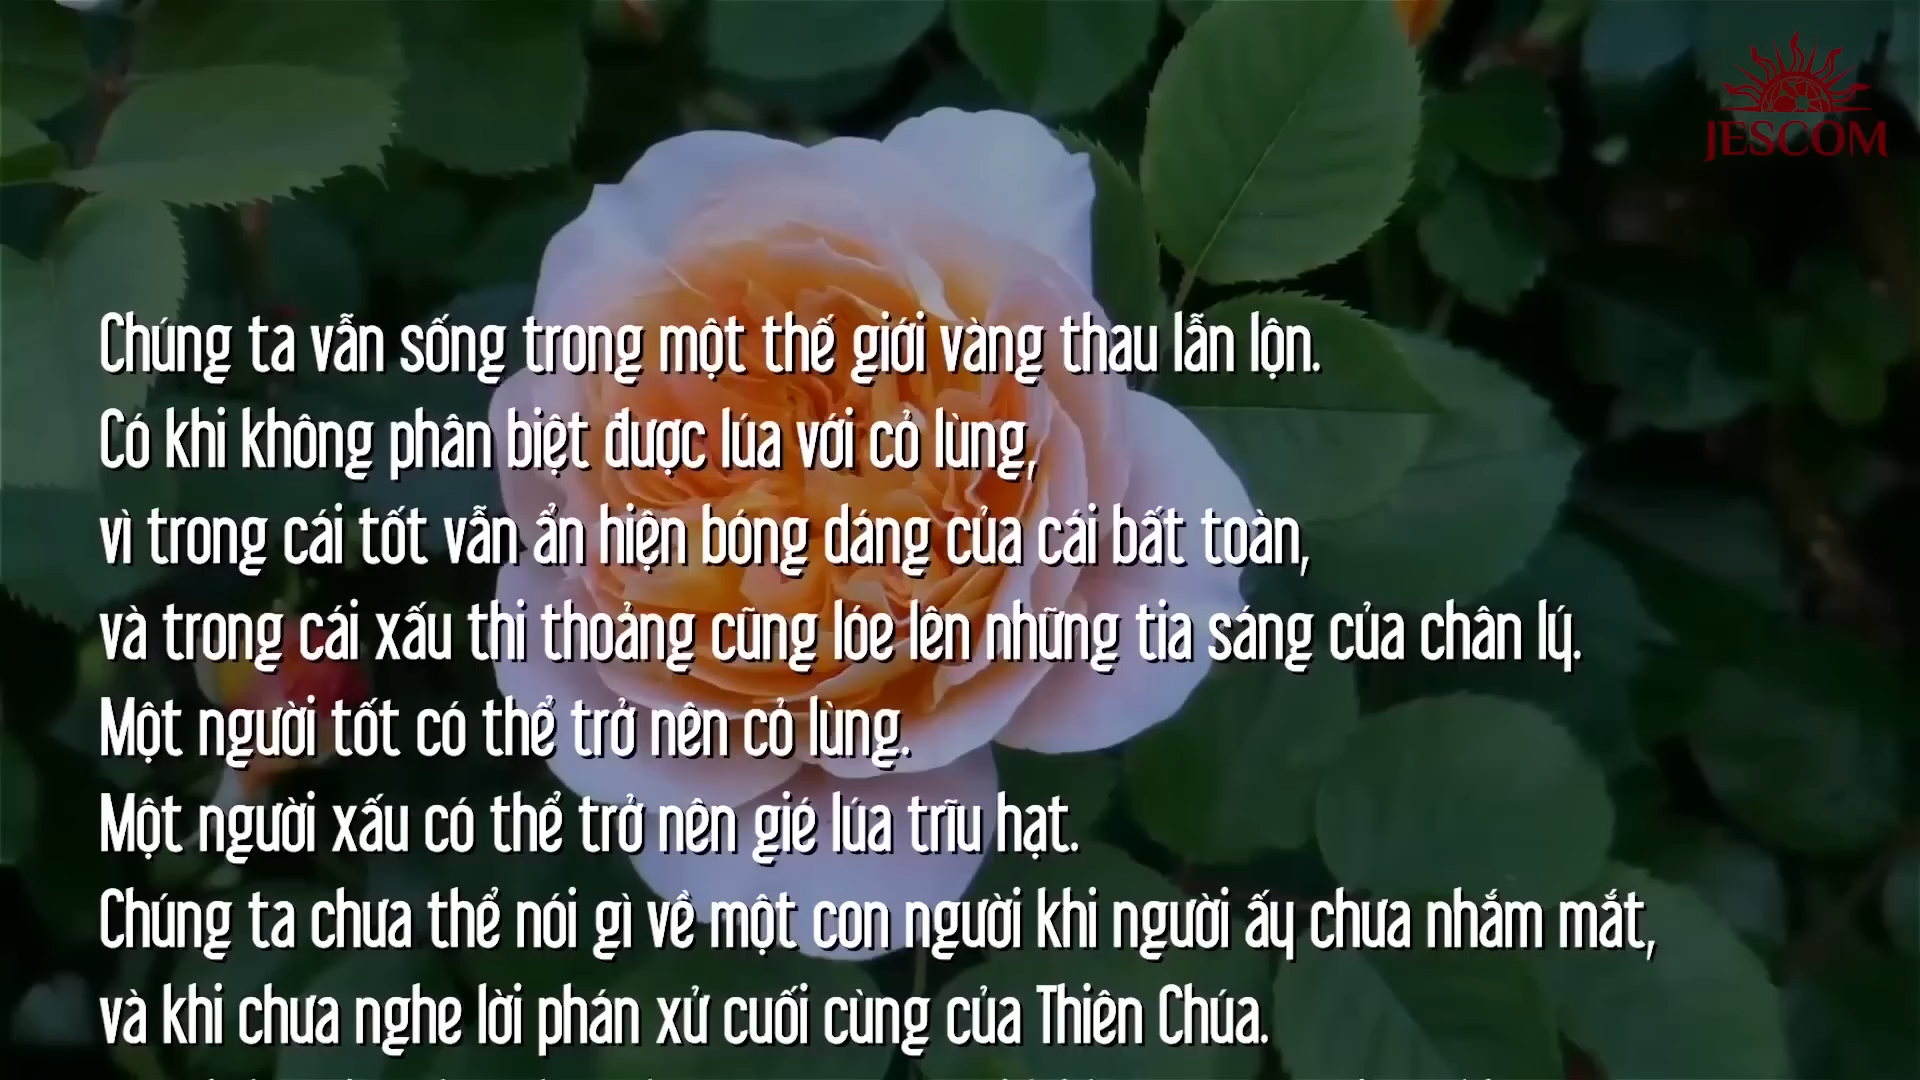 JESCOM
Chúng ta vẫn sống trong một thế giới vàng thau lẫn lộn.
Có khi không phân biệt được lúa với cỏ lùng,
vì trong cái tốt vẫn ẩn hiện bóng dáng của cái bất toàn,
và trong cái xấu thi thoảng cũng lóe lên những tia sáng của chân lý.
Một người tốt có thể trở nên cỏ lùng.
Một người xấu có thể trở nên gié lúa trĩu hạt.
Chúng ta chưa thể nói gì về một con người khi người ấy chưa nhắm mắt,
và khi chưa nghe lời phán xử cuối cùng của Thiên Chúa.